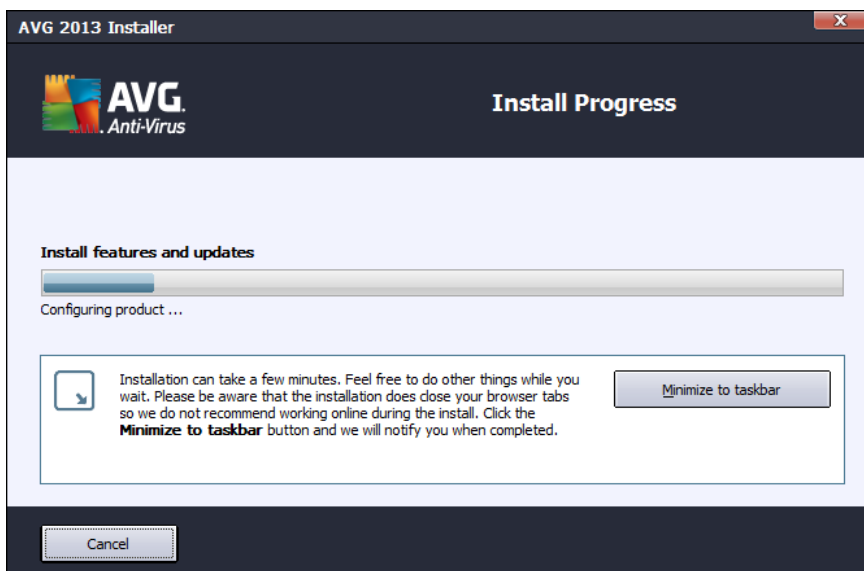 AVG 2013 Installer
AVG.
Anti-Virus
Install Progress
Install features and updates
Configuring product ...
Installation can take a few minutes. Feel free to do other things while you
wait. Please be aware that the installation does close your browser tabs
so we do not recommend working online during the install. Click the
Minimize to taskbar button and we will notify you when completed.
Minimize to taskbar
Cancel